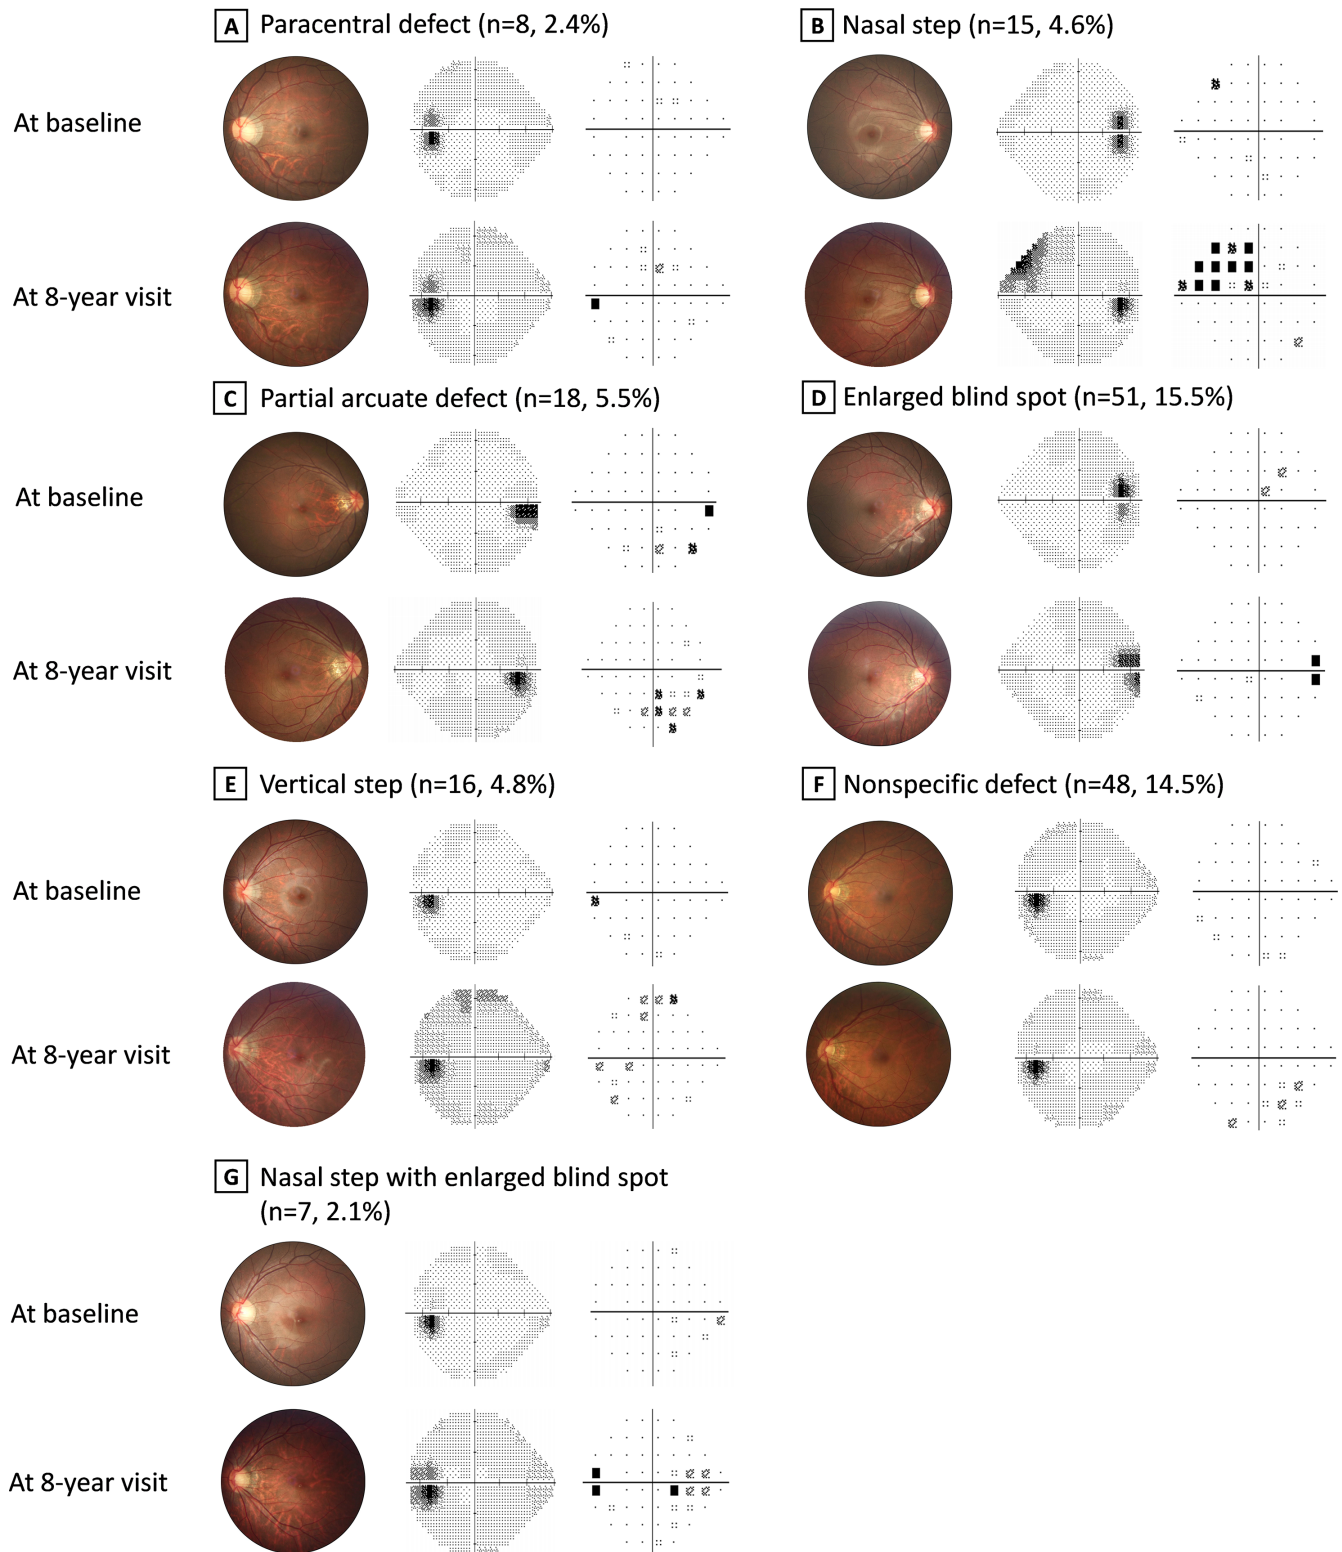 A Paracentral defect (n=8, 2.4%)
B Nasal step (n=15, 4.6%)
At baseline
At 8-year visit
C Partial arcuate defect (n=18, 5.5%)
D Enlarged blind spot (n=51, 15.5%)
At baseline
At 8-year visit
E Vertical step (n=16, 4.8%)
F Nonspecific defect (n=48, 14.5%)
At baseline
At 8-year visit
G Nasal step with enlarged blind spot
(n=7, 2.1%)
At baseline
At 8-year visit